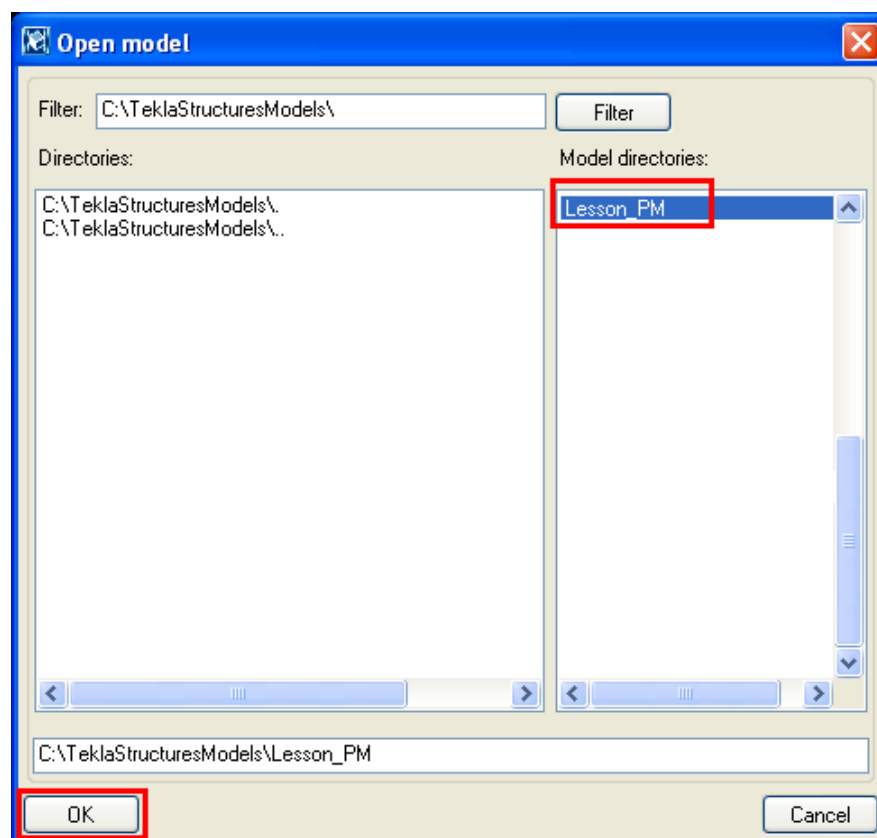 Open model
Filter: C:\TeklaStructuresModels\ Filter
Directories: Model directories:
C:\TeklaStructuresModels\. Lesson_PM
C:\TeklaStructuresModels\..
C:\TeklaStructuresModels\Lesson_PM
OK Cancel